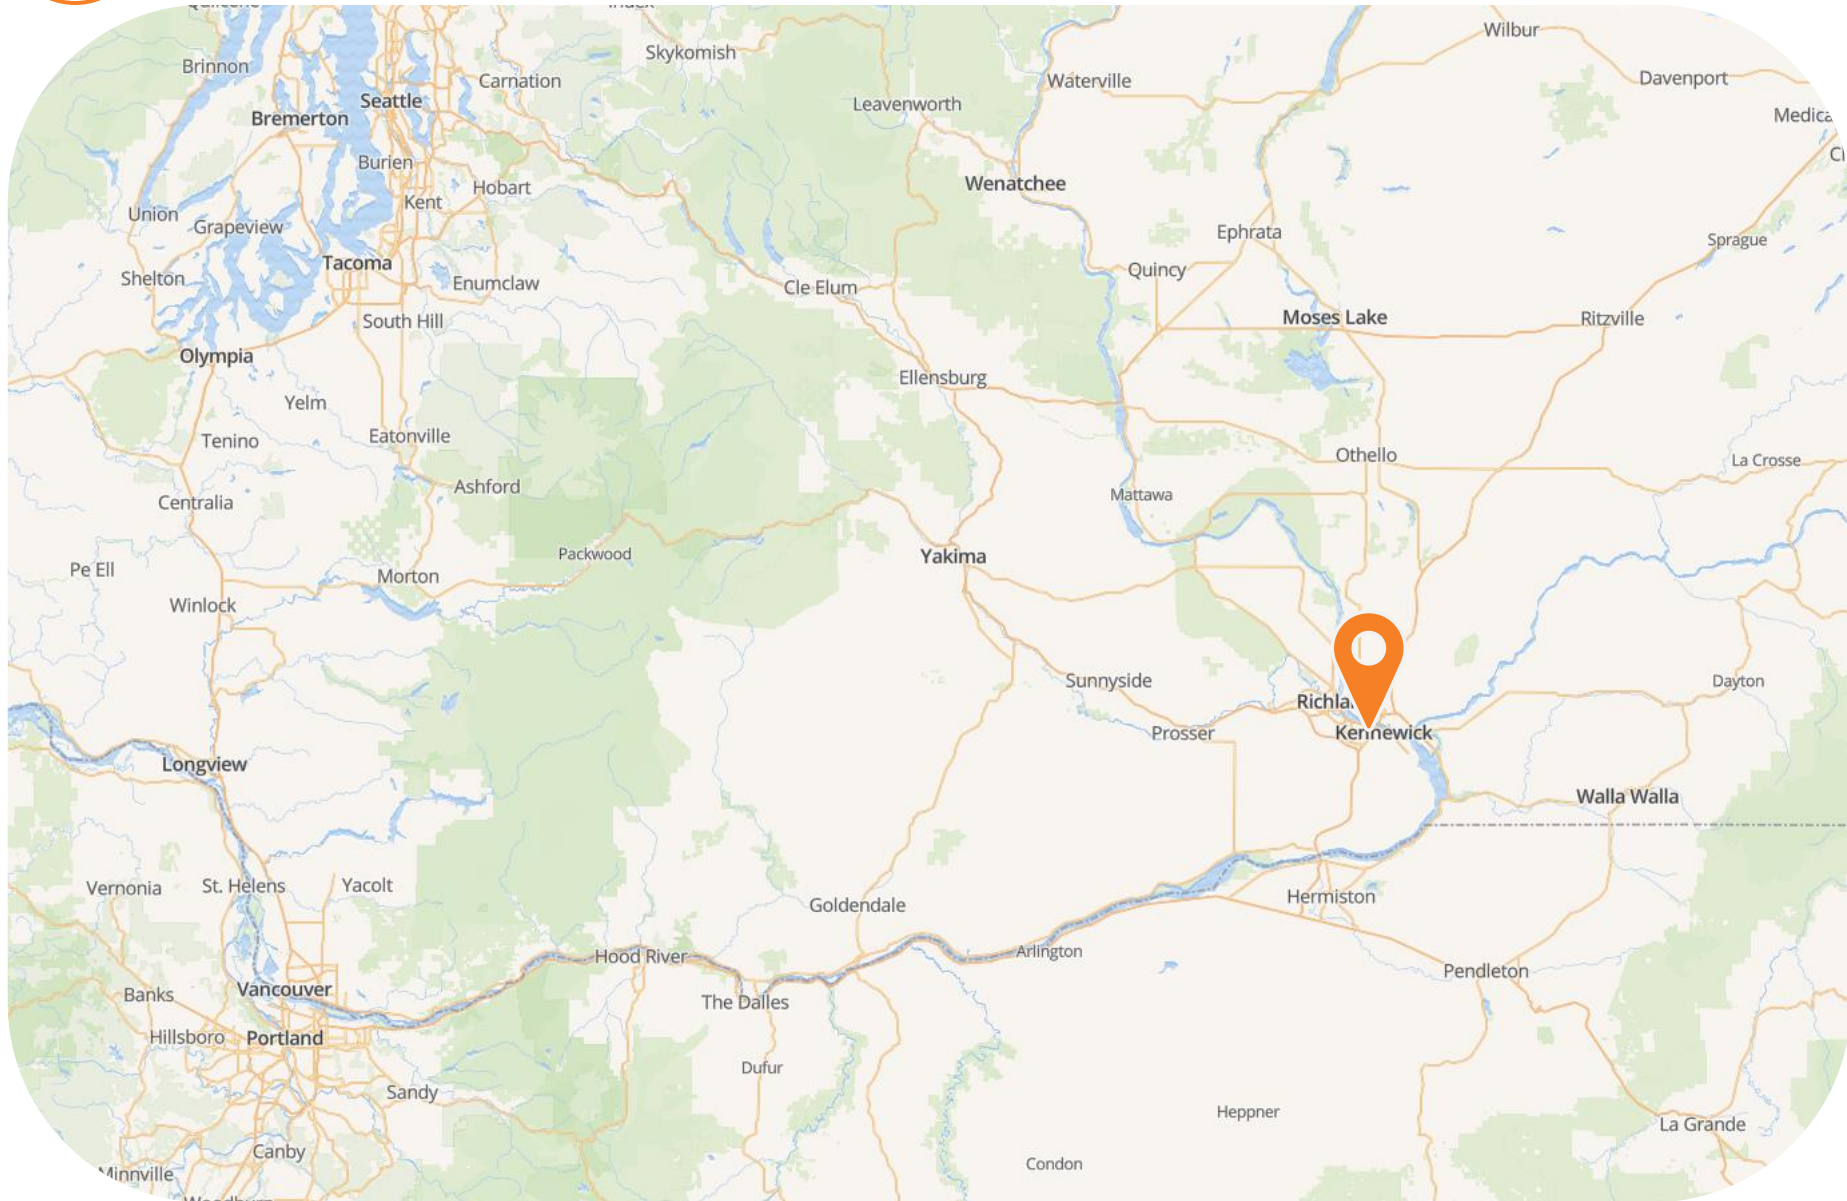 Skykomish
Wilbur
Brinnon
Carnation
Waterville
Davenport
Seattle
Leavenworth
Bremerton
Burien
Wenatchee
Hobart
Kent
Union
Grapeview
Ephrata
Sprague
Tacoma
Quincy
Shelton
Enumclaw
Cle Elum
South Hill
Moses Lake
Ritzville
Olympia
Ellensburg
Yelm
Tenino
Eatonville
Othello
La Crosse
Ashford
Mattawa
Centralia
Packwood
Yakima
Pe Ell
Morton
Winlock
Sunnyside
Dayton
Richla
Prosser
Kennewick
Longview
Walla Walla
Vernonia
St. Helens
Yacolt
Hermiston
Goldendale
Hood River
Arlington
Pendleton
Vancouver
Banks
The Dalles
Hillsboro
Portland
Dufur
Sandy
Heppner
La Grande
Canby
Condon
Minnville